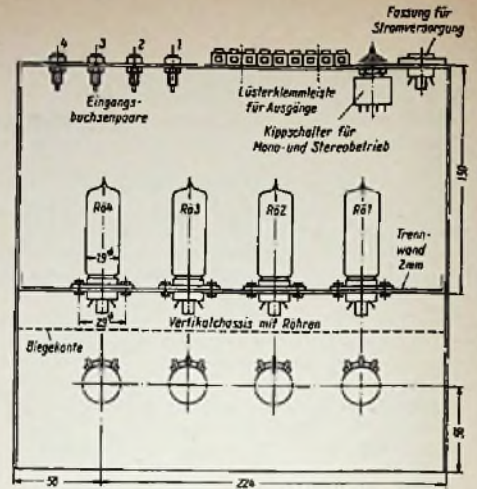 Fassung für
Stromversorgung
4 3 2 1
Eingangs-
buchsenpaare
Lüsterklemmleiste
für Ausgänge
Kippschalter für
Mono-und Stereobetrieb
150
Rö4 Rö3 Rö2 Rö1
Trenn-
wand
2mm
Vertikalchassis mit Röhren
Biegekante
58 224